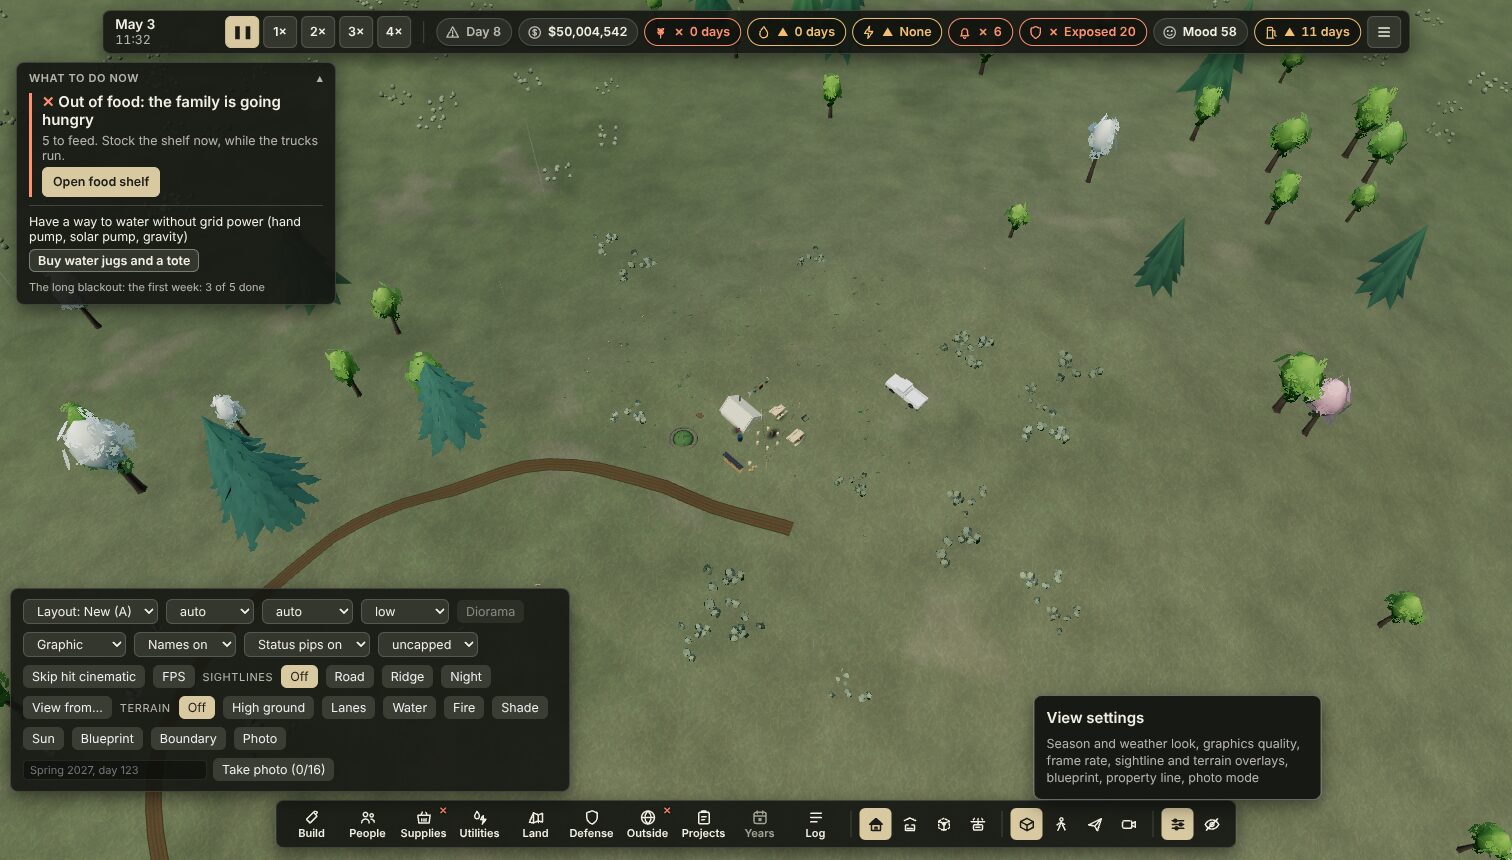 May 3
11:32
1×
2×
3×
4×
Day 8
$50,004,542
× 0 days
▲ 0 days
▲ None
× 6
× Exposed 20
Mood 58
▲ 11 days
WHAT TO DO NOW
▲
✕ Out of food: the family is going
hungry
5 to feed. Stock the shelf now, while the trucks
run.
Open food shelf
Have a way to water without grid power (hand
pump, solar pump, gravity)
Buy water jugs and a tote
The long blackout: the first week: 3 of 5 done
Layout: New (A)
auto
auto
low
Diorama
Graphic
Names on
Status pips on
uncapped
Skip hit cinematic
FPS
SIGHTLINES
Off
Road
Ridge
Night
View from...
TERRAIN
Off
High ground
Lanes
Water
Fire
Shade
Sun
Blueprint
Boundary
Photo
Spring 2027, day 123
Take photo (0/16)
View settings
Season and weather look, graphics quality,
frame rate, sightline and terrain overlays,
blueprint, property line, photo mode
Build
People
Supplies
Utilities
Land
Defense
Outside
Projects
Years
Log